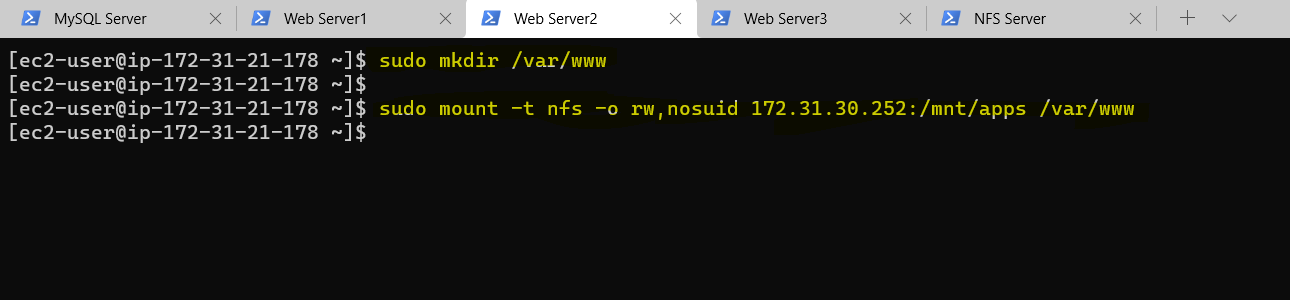 MySQL Server Web Server1 Web Server2 Web Server3 NFS Server
[ec2-user@ip-172-31-21-178 ~]$ sudo mkdir /var/www
[ec2-user@ip-172-31-21-178 ~]$
[ec2-user@ip-172-31-21-178 ~]$ sudo mount -t nfs -o rw,nosuid 172.31.30.252:/mnt/apps /var/www
[ec2-user@ip-172-31-21-178 ~]$